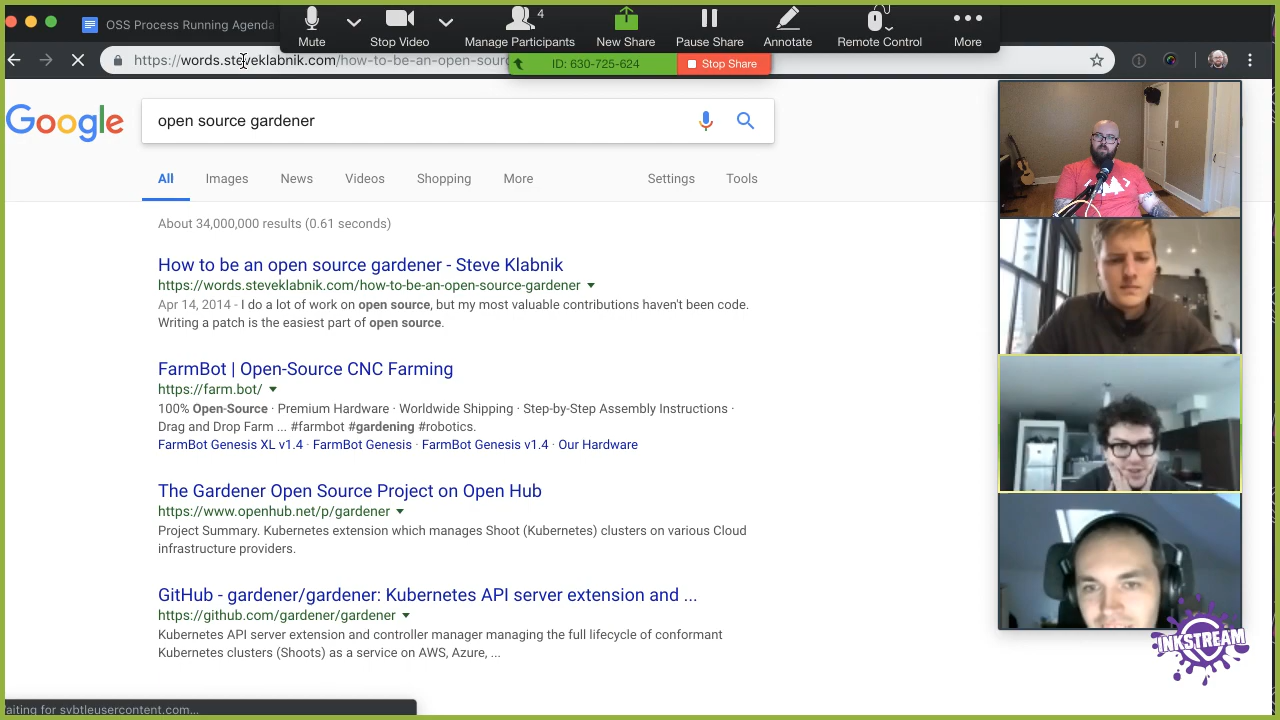 OSS Process Running Agenda
4
Mute
Stop Video
Manage Participants
New Share
Pause Share
Annotate
Remote Control
More
https://words.steveklabnik.com/how-to-be-an-open-sour
ID: 630-725-624
Stop Share
Google
open source gardener
All
Images
News
Videos
Shopping
More
Settings
Tools
About 34,000,000 results (0.61 seconds)
How to be an open source gardener - Steve Klabnik
https://words.steveklabnik.com/how-to-be-an-open-source-gardener
Apr 14, 2014 - I do a lot of work on open source, but my most valuable contributions haven't been code.
Writing a patch is the easiest part of open source.
FarmBot | Open-Source CNC Farming
https://farm.bot/
100% Open-Source · Premium Hardware · Worldwide Shipping · Step-by-Step Assembly Instructions ·
Drag and Drop Farm ... #farmbot #gardening #robotics.
FarmBot Genesis XL v1.4 · FarmBot Genesis · FarmBot Genesis v1.4 · Our Hardware
The Gardener Open Source Project on Open Hub
https://www.openhub.net/p/gardener
Project Summary. Kubernetes extension which manages Shoot (Kubernetes) clusters on various Cloud
infrastructure providers.
GitHub - gardener/gardener: Kubernetes API server extension and ...
https://github.com/gardener/gardener
Kubernetes API server extension and controller manager managing the full lifecycle of conformant
Kubernetes clusters (Shoots) as a service on AWS, Azure, ...
INKSTREAM
aiting for svbtleusercontent.com...